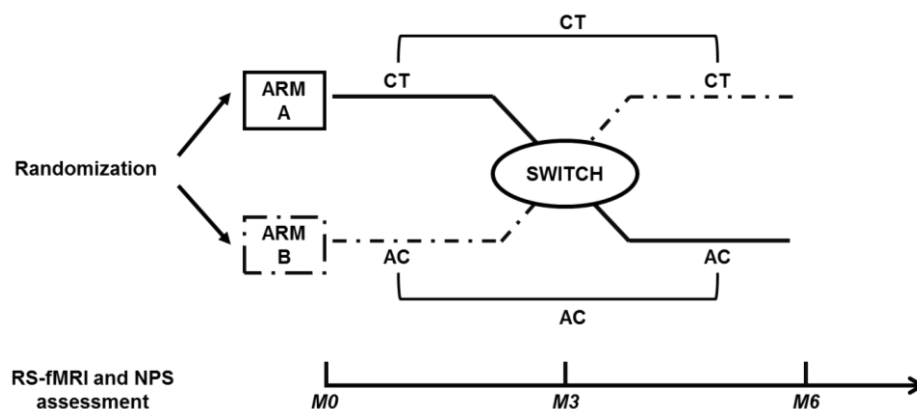 CT
CT
CT
ARM
A
Randomization
SWITCH
ARM
B
AC
AC
AC
RS-fMRI and NPS
assessment
M0
M3
M6